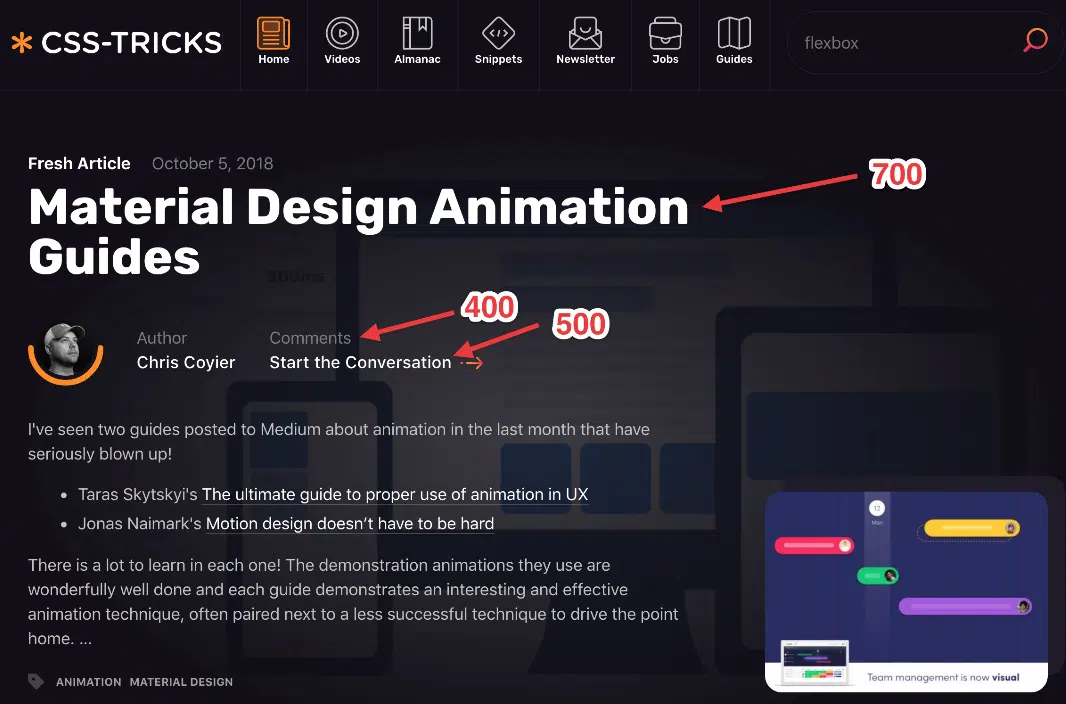 CSS-TRICKS
Home
Videos
Almanac
Snippets
Newsletter
Jobs
Guides
flexbox
Fresh Article October 5, 2018
Material Design Animation
Guides
700
400
500
Author
Chris Coyier
Comments
Start the Conversation
I've seen two guides posted to Medium about animation in the last month that have
seriously blown up!
Taras Skytskyi's The ultimate guide to proper use of animation in UX
Jonas Naimark's Motion design doesn’t have to be hard
There is a lot to learn in each one! The demonstration animations they use are
wonderfully well done and each guide demonstrates an interesting and effective
animation technique, often paired next to a less successful technique to drive the point
home. ...
ANIMATION MATERIAL DESIGN
12
Mon
Team management is now visual